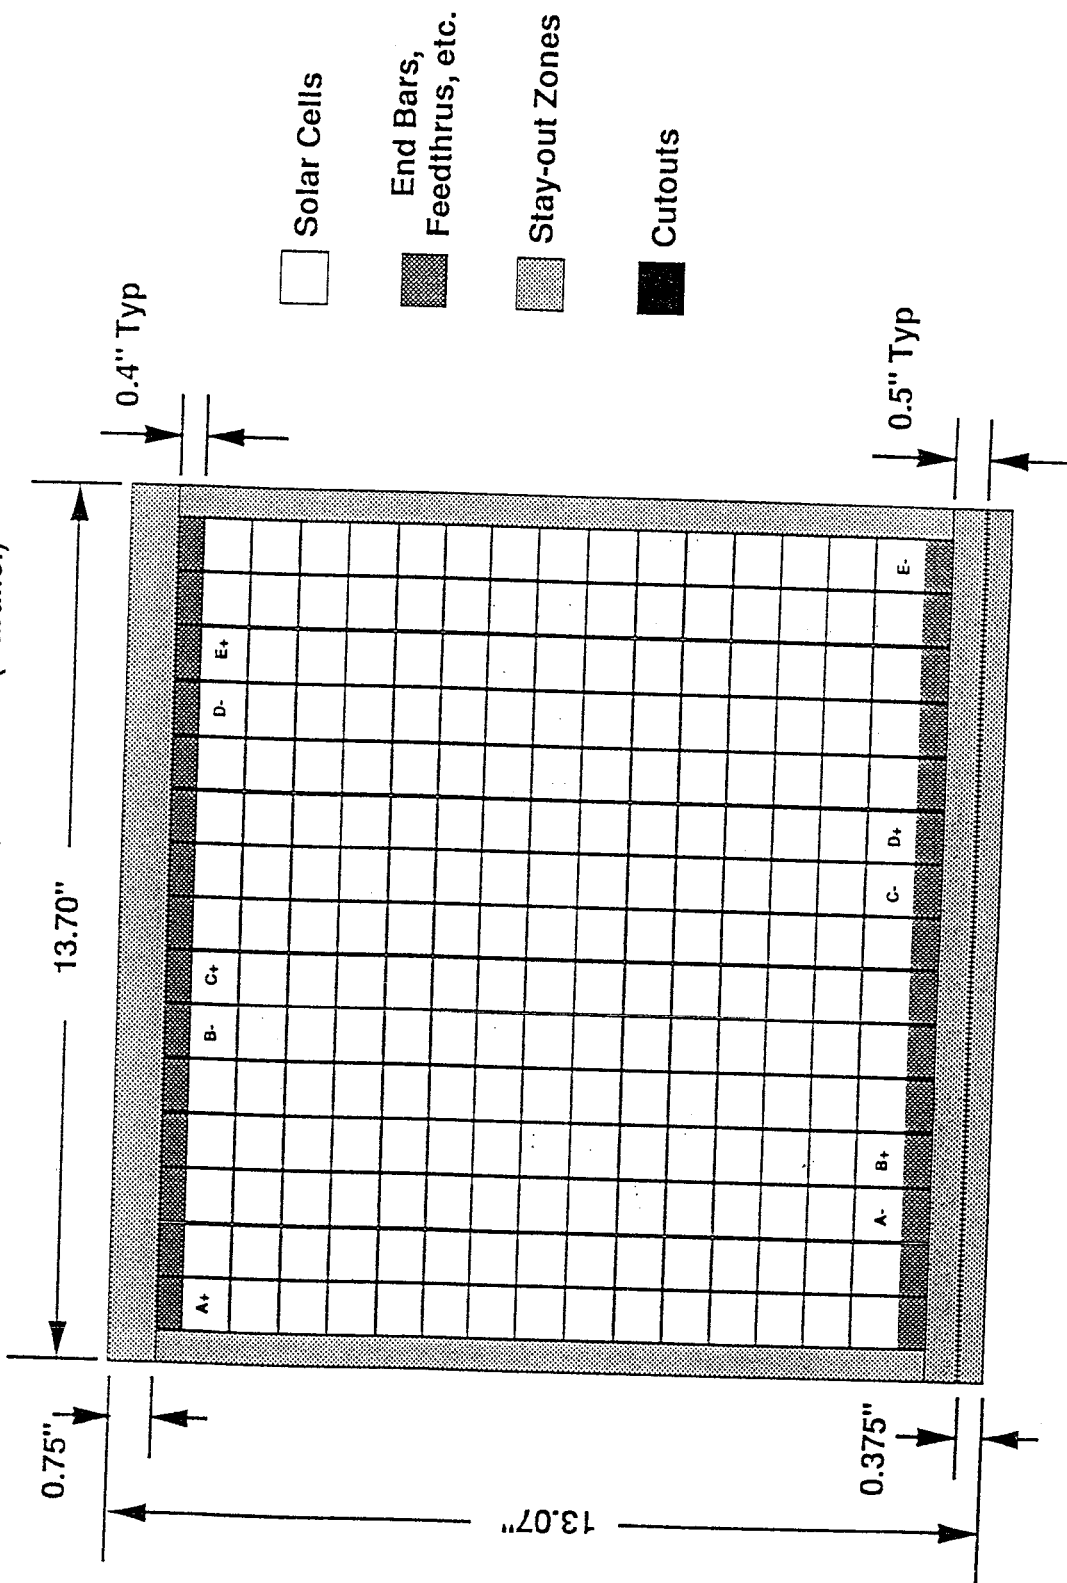 13.70"
0.75"
0.4" Typ
A+
B-
C+
D-
E+
A-
B+
C-
D+
E-
13.07"
0.375"
0.5" Typ
Solar Cells
End Bars,
Feedthrus, etc.
Stay-out Zones
Cutouts